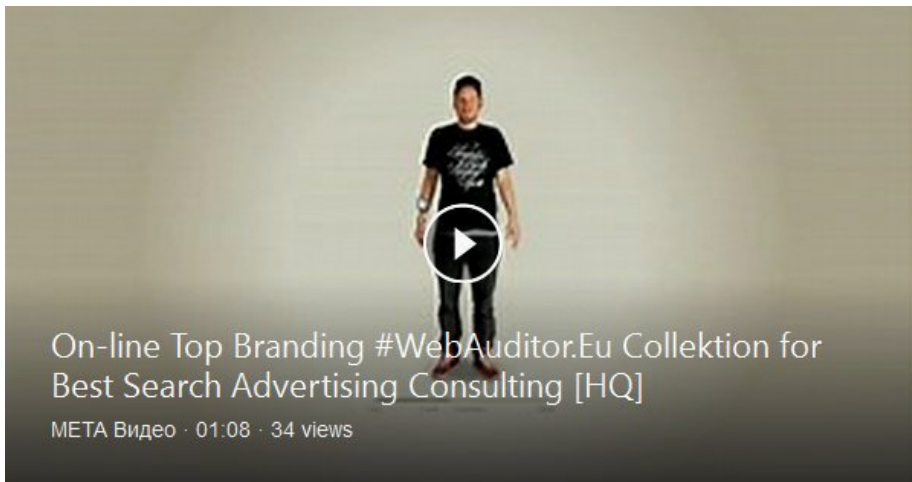 On-line Top Branding #WebAuditor.Eu Collektion for
Best Search Advertising Consulting [HQ]
META Видео · 01:08 · 34 views